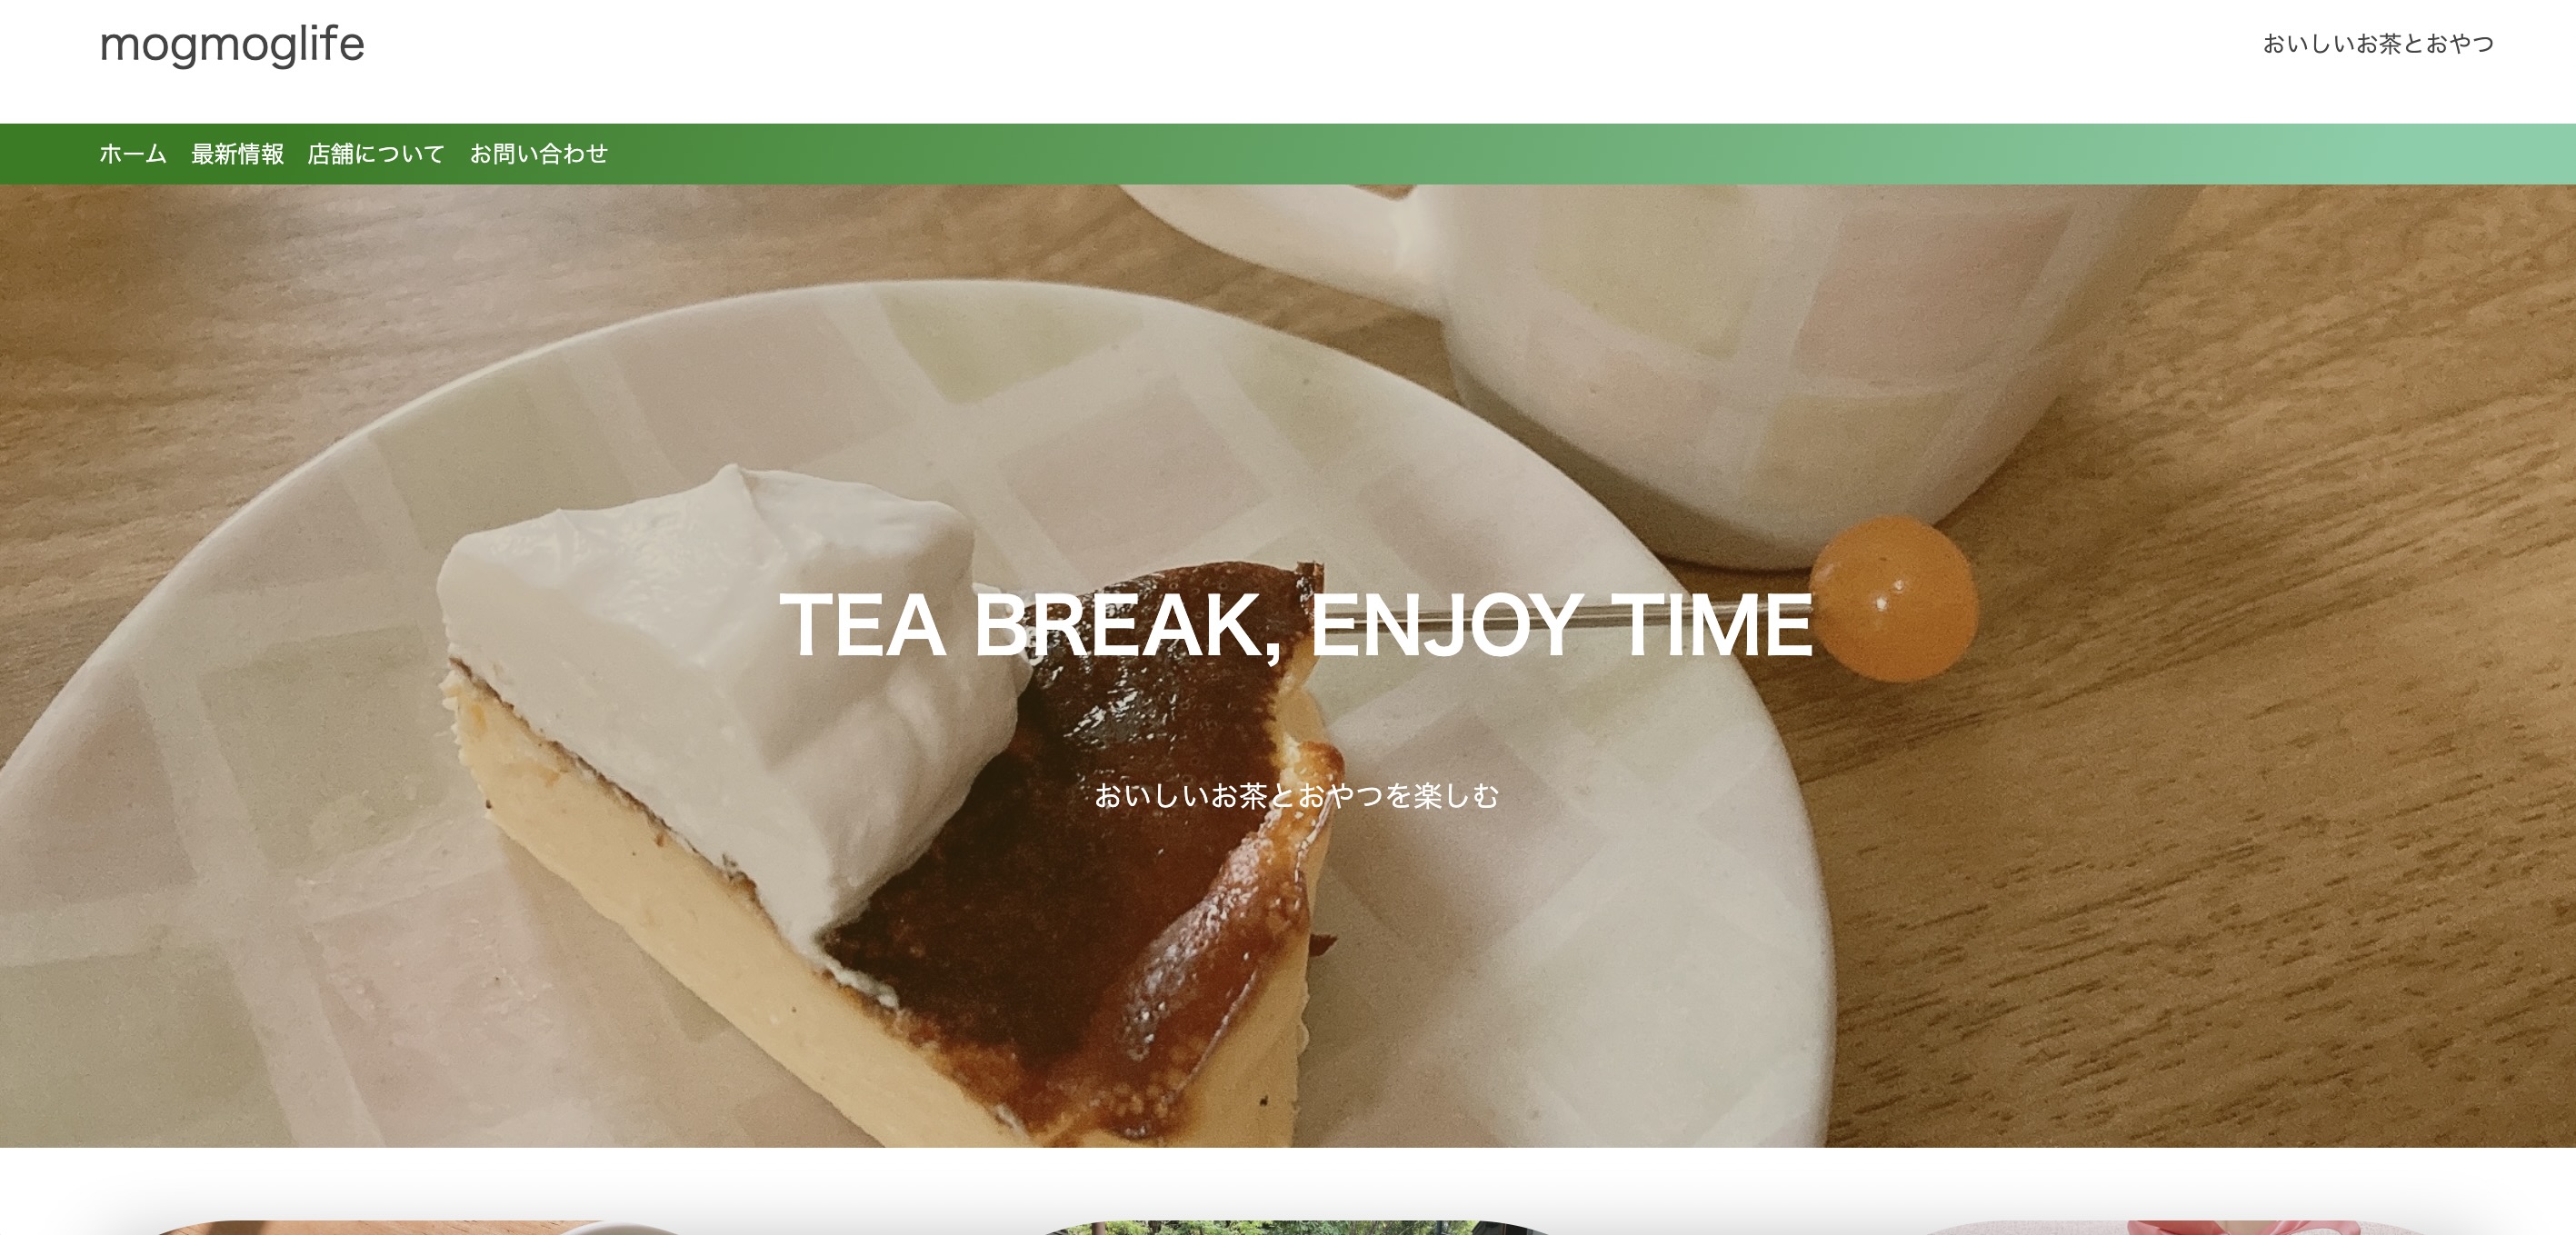 mogmoglife
おいしいお茶とおやつ
ホーム 最新情報 店舗について お問い合わせ
TEA BREAK, ENJOY TIME
おいしいお茶とおやつを楽しむ